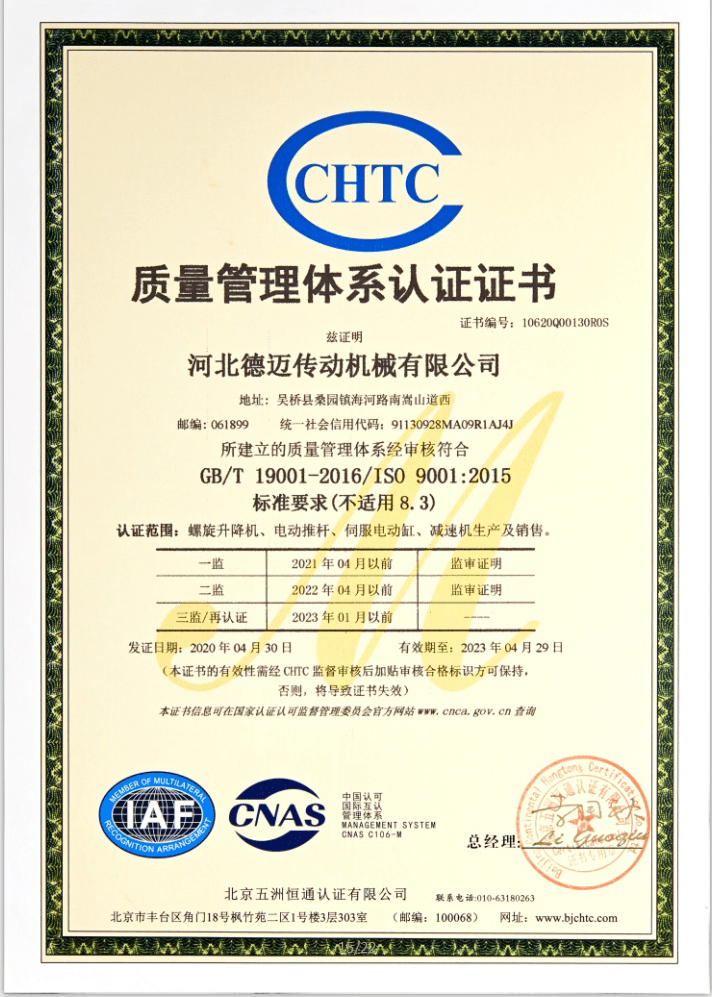 CHTC
质量管理体系认证证书
证书编号：10620Q00130R0S
兹证明
河北德迈传动机械有限公司
地址：吴桥县桑园镇海河路南嵩山道西
邮编：061899 统一社会信用代码：91130928MA09R1AJ4J
所建立的质量管理体系经审核符合
GB/T 19001-2016/ISO 9001:2015
标准要求(不适用 8.3)
认证范围：螺旋升降机、电动推杆、伺服电动缸、减速机生产及销售。
一监 2021 年 04 月以前 监审证明
二监 2022 年 04 月以前 监审证明
三监/再认证 2023 年 01 月以前 ----
发证日期：2020 年 04 月 30 日 有效期至：2023 年 04 月 29 日
（本证书的有效性需经 CHTC 监督审核后加贴审核合格标识方可保持，
否则，将导致证书失效）
本证书信息可在国家认证认可监督管理委员会官方网站 www.cnca.gov.cn 查询
MEMBER OF MULTILATERAL
IAF
RECOGNITION ARRANGEMENT
CNAS
中国认可
国际互认
管理体系
MANAGEMENT SYSTEM
CNAS C106-M
总经理：
Li Guoqiu
北京五洲恒通认证有限公司 联系电话:010-63180263
北京市丰台区角门18号枫竹苑二区1号楼3层303室 （邮编：100068） 网址：www.bjchtc.com
15/22